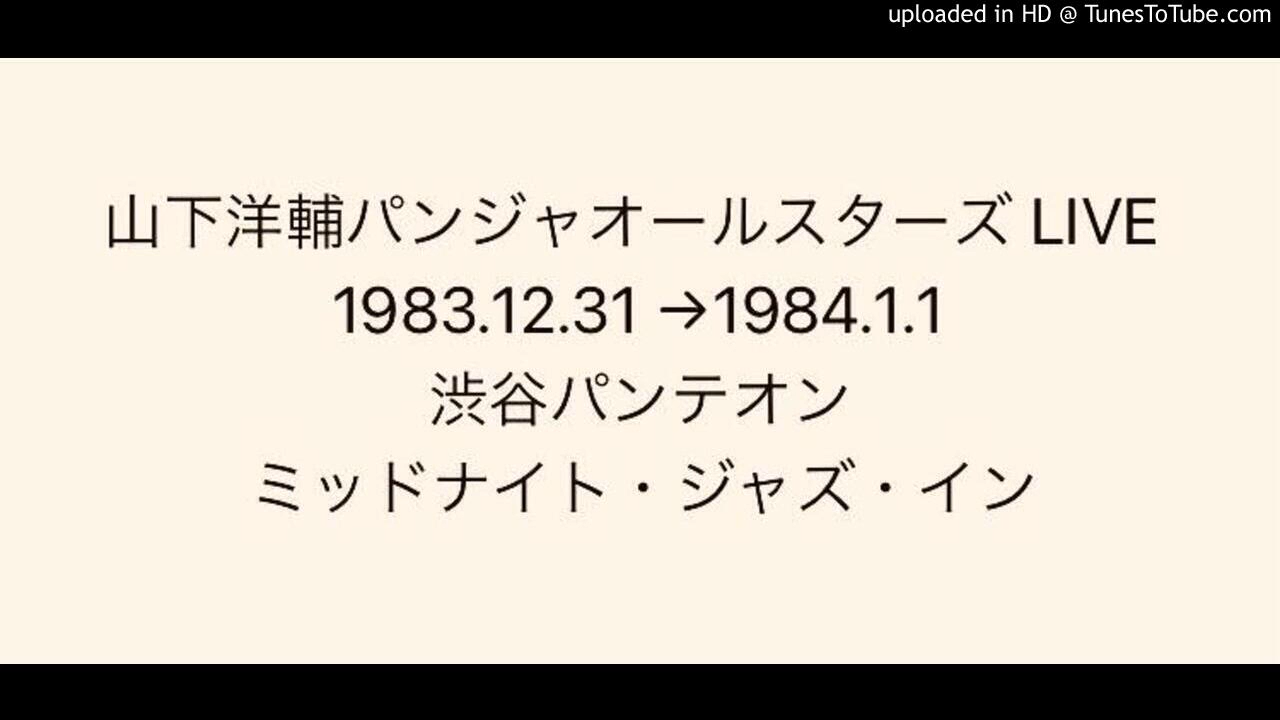 uploaded in HD @ TunesToTube.com
山下洋輔パンジャオールスターズ LIVE
1983.12.31 →1984.1.1
渋谷パンテオン
ミッドナイト・ジャズ・イン